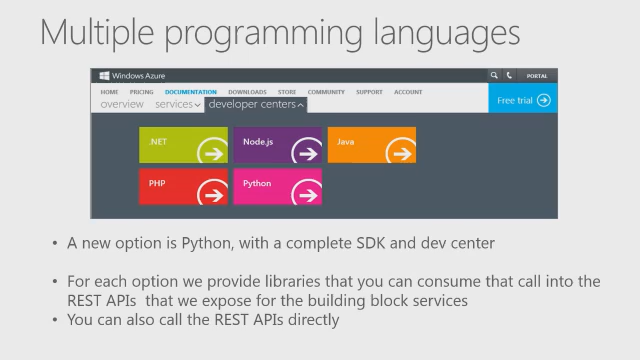 Multiple programming languages
Windows Azure
PORTAL
HOME PRICING DOCUMENTATION DOWNLOADS STORE COMMUNITY SUPPORT ACCOUNT
overview services developer centers
Free trial
.NET Node.js Java
PHP Python
• A new option is Python, with a complete SDK and dev center
• For each option we provide libraries that you can consume that call into the
REST APIs that we expose for the building block services
• You can also call the REST APIs directly